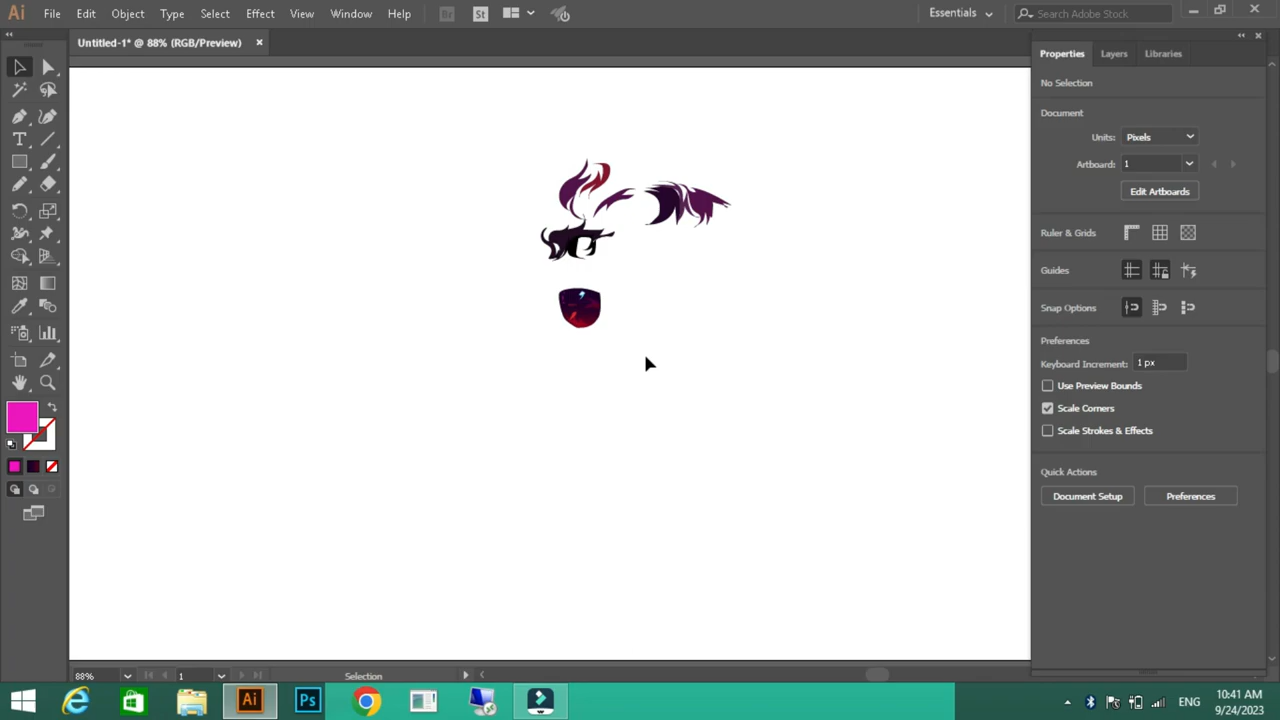 Ai File Edit Object Type Select Effect View Window Help Br St Essentials Search Adobe Stock
Untitled-1* @ 88% (RGB/Preview) ×
Properties Layers Libraries
No Selection
Document
Units: Pixels
Artboard: 1
Edit Artboards
Ruler & Grids
Guides
Snap Options
Preferences
Keyboard Increment: 1 px
Use Preview Bounds
Scale Corners
Scale Strokes & Effects
Quick Actions
Document Setup Preferences
88% 1 Selection
Ai Ps ENG
10:41 AM
9/24/2023